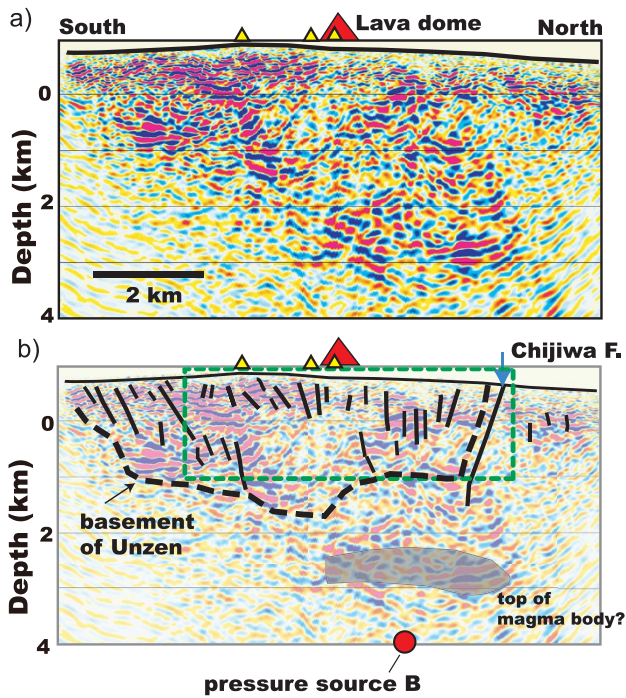 a)
South
Lava dome
North
Depth (km)
0
2
4
2 km
b)
Chijiwa F.
Depth (km)
0
2
4
basement
of Unzen
top of
magma body?
pressure source B